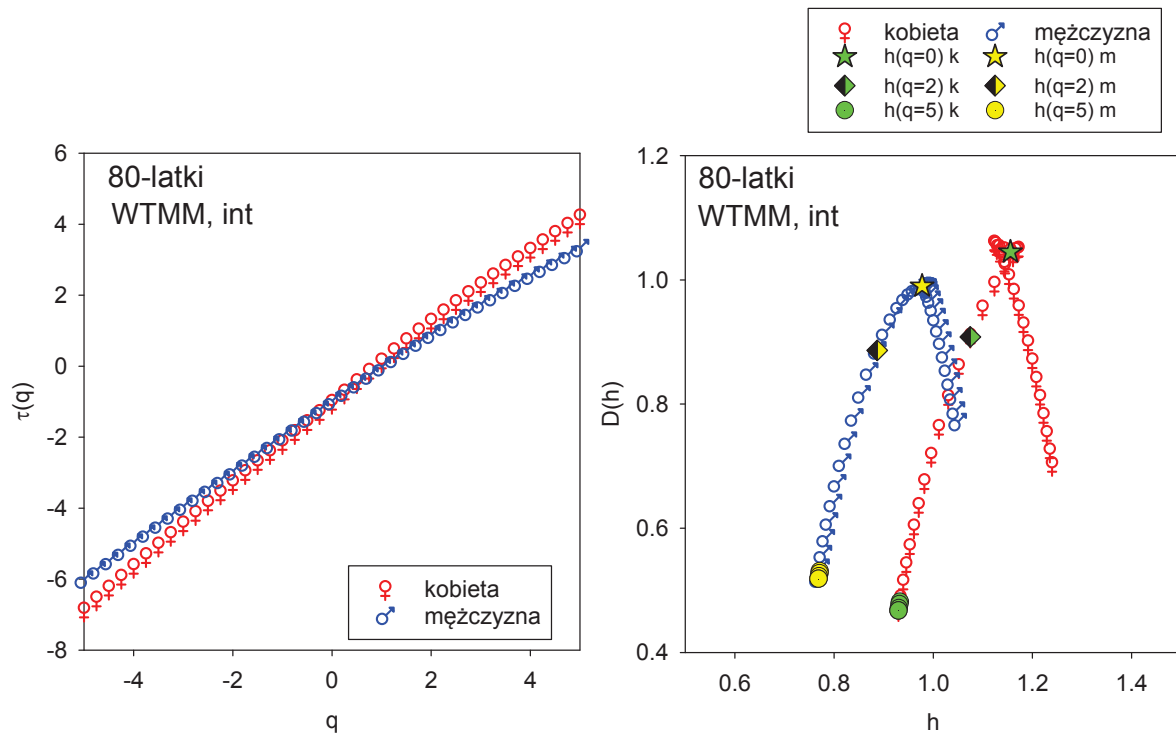 kobieta mężczyzna
h(q=0) k h(q=0) m
h(q=2) k h(q=2) m
h(q=5) k h(q=5) m
80-latki
WTMM, int
τ(q)
6
4
2
0
-2
-4
-6
-8
-4 -2 0 2 4
q
kobieta
mężczyzna
80-latki
WTMM, int
D(h)
1.2
1.0
0.8
0.6
0.4
0.6 0.8 1.0 1.2 1.4
h